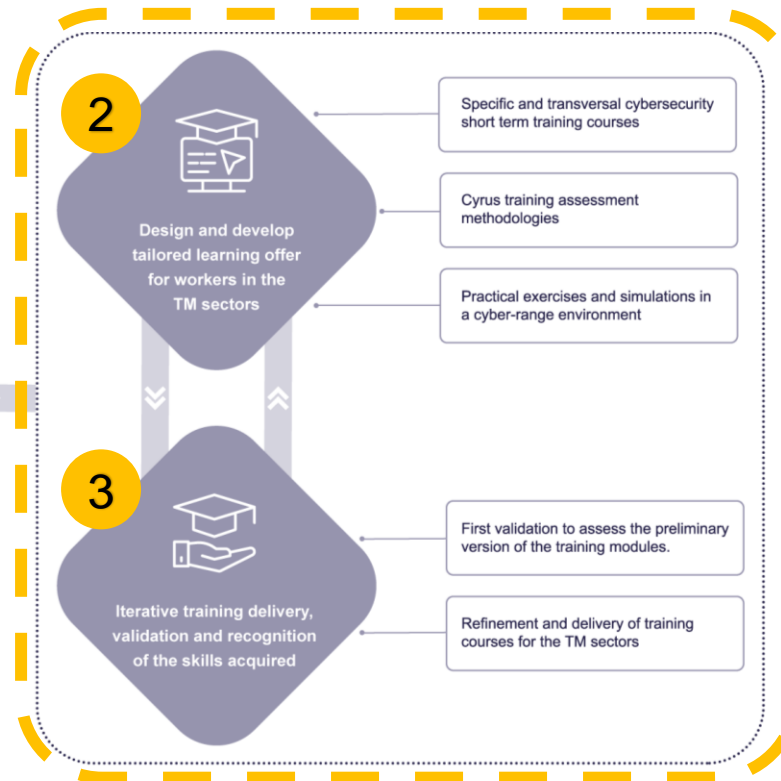 2
Design and develop
tailored learning offer
for workers in the
TM sectors
Specific and transversal cybersecurity
short term training courses
Cyrus training assessment
methodologies
Practical exercises and simulations in
a cyber-range environment
3
Iterative training delivery,
validation and recognition
of the skills acquired
First validation to assess the preliminary
version of the training modules.
Refinement and delivery of training
courses for the TM sectors